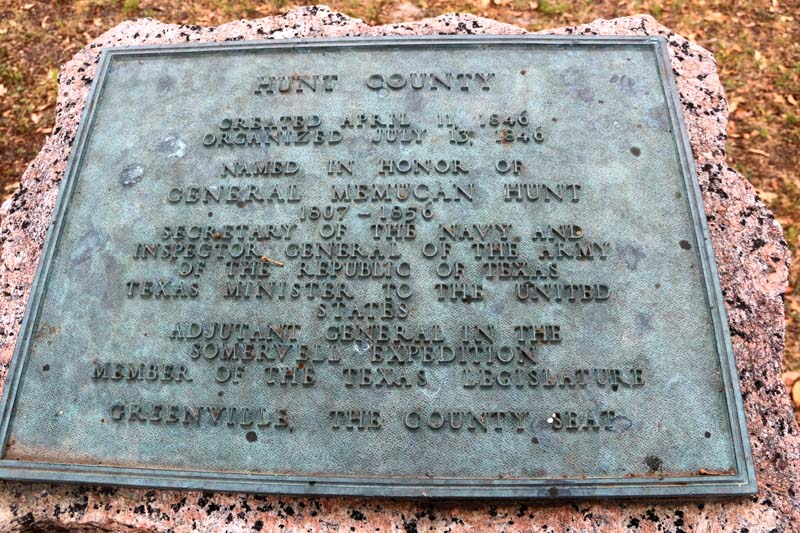 HUNT COUNTY
CREATED APRIL 11, 1846
ORGANIZED JULY 13, 1846
NAMED IN HONOR OF
GENERAL MEMUCAN HUNT
1807 – 1856
SECRETARY OF THE NAVY AND
INSPECTOR GENERAL OF THE ARMY
OF THE REPUBLIC OF TEXAS
TEXAS MINISTER TO THE UNITED
STATES
ADJUTANT GENERAL IN THE
SOMERVELL EXPEDITION
MEMBER OF THE TEXAS LEGISLATURE
GREENVILLE, THE COUNTY SEAT